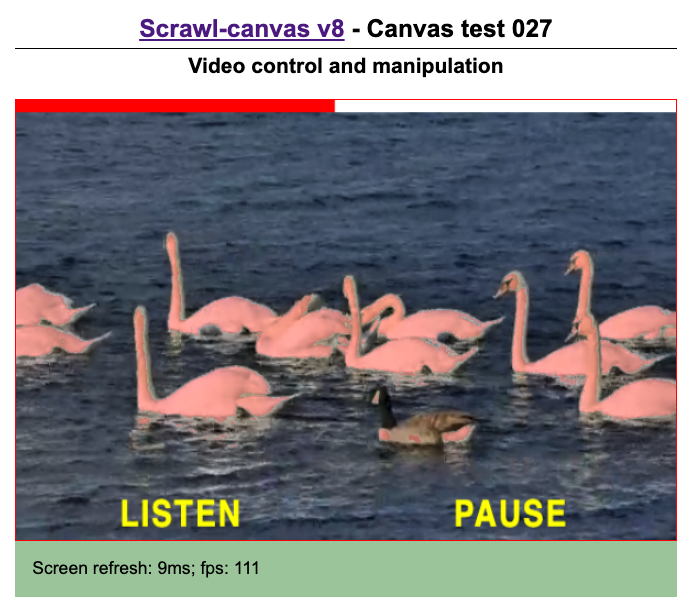 Scrawl-canvas v8 - Canvas test 027
Video control and manipulation
LISTEN PAUSE
Screen refresh: 9ms; fps: 111